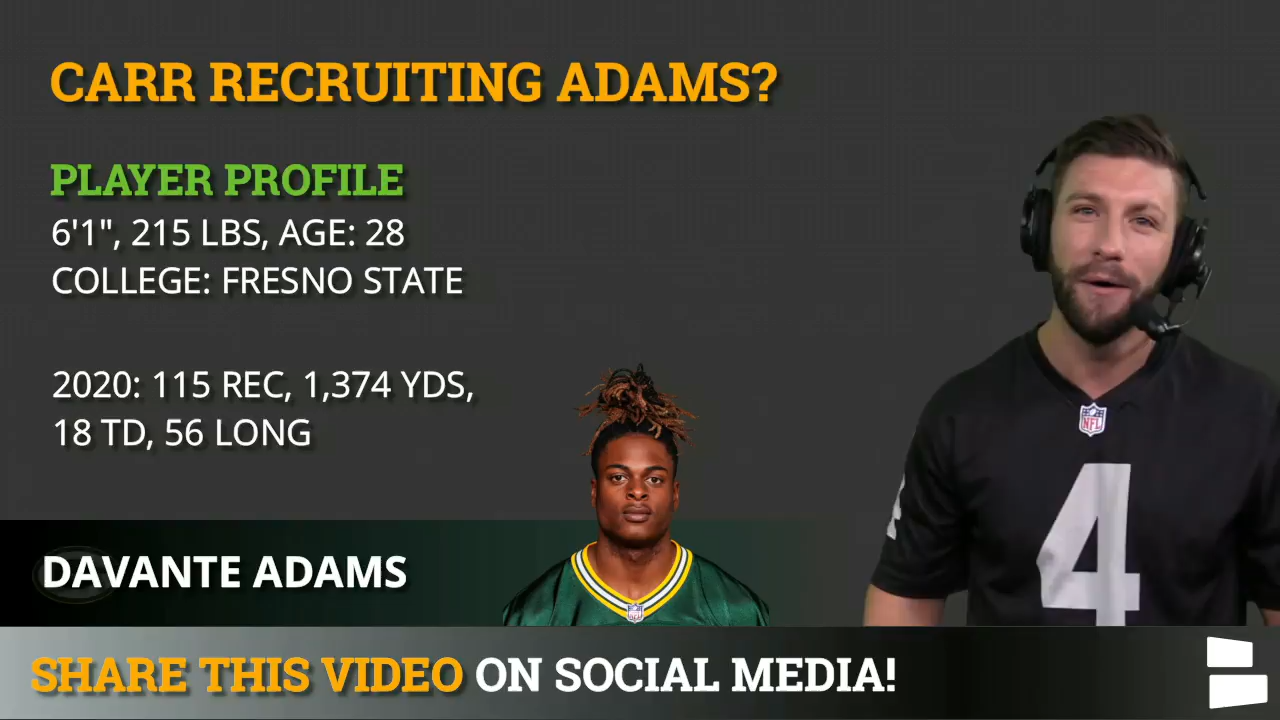 CARR RECRUITING ADAMS?
PLAYER PROFILE
6'1", 215 LBS, AGE: 28
COLLEGE: FRESNO STATE
2020: 115 REC, 1,374 YDS,
18 TD, 56 LONG
NFL
4
DAVANTE ADAMS
SHARE THIS VIDEO ON SOCIAL MEDIA!